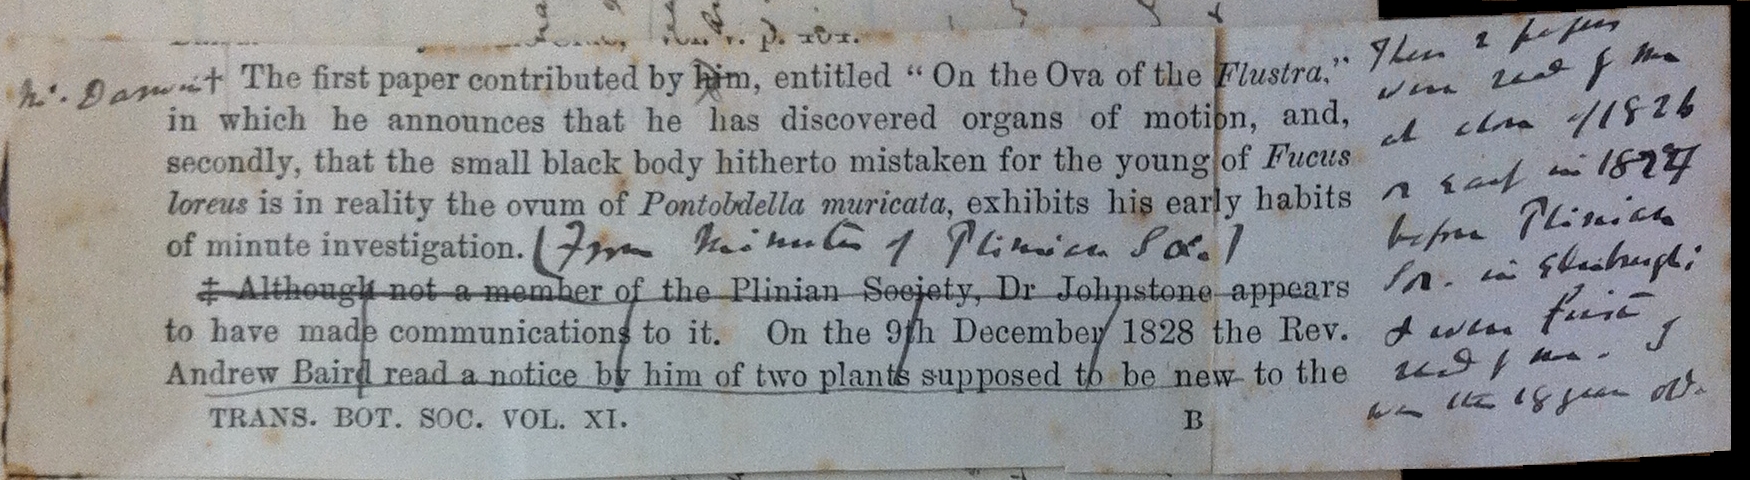 p. xix.
Mr. Darwin † The first paper contributed by him, entitled “On the Ova of the Flustra,”
in which he announces that he has discovered organs of motion, and,
secondly, that the small black body hitherto mistaken for the young of Fucus
loreus is in reality the ovum of Pontobdella muricata, exhibits his early habits
of minute investigation. (From Minutes of Plinian Soc.)
‡ Although not a member of the Plinian Society, Dr Johnstone appears
to have made communications to it. On the 9th December 1828 the Rev.
Andrew Baird read a notice by him of two plants supposed to be new to the
TRANS. BOT. SOC. VOL. XI. B
These 2 papers
were read by me
at close of 1826
or early in 1827
before Plinian
Soc. in Edinburgh;
& were first
read by me. I
was then 18 years old.